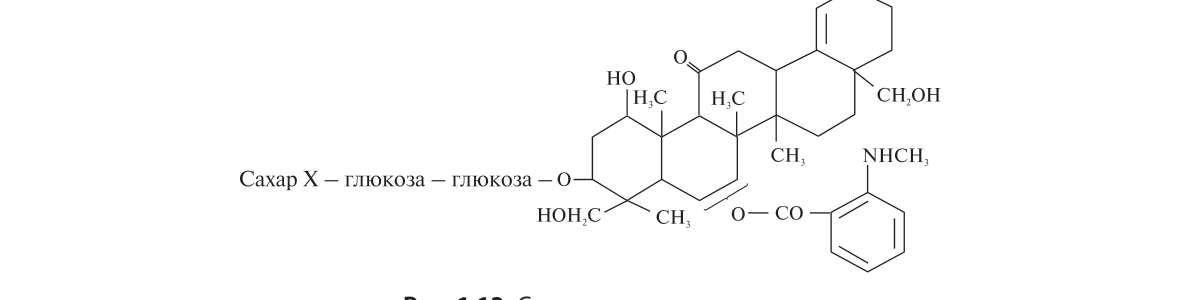 O
HO
H₃C
H₃C
CH₂OH
CH₃
NHCH₃
Сахар X – глюкоза – глюкоза – O
HOH₂C
CH₃
O – CO